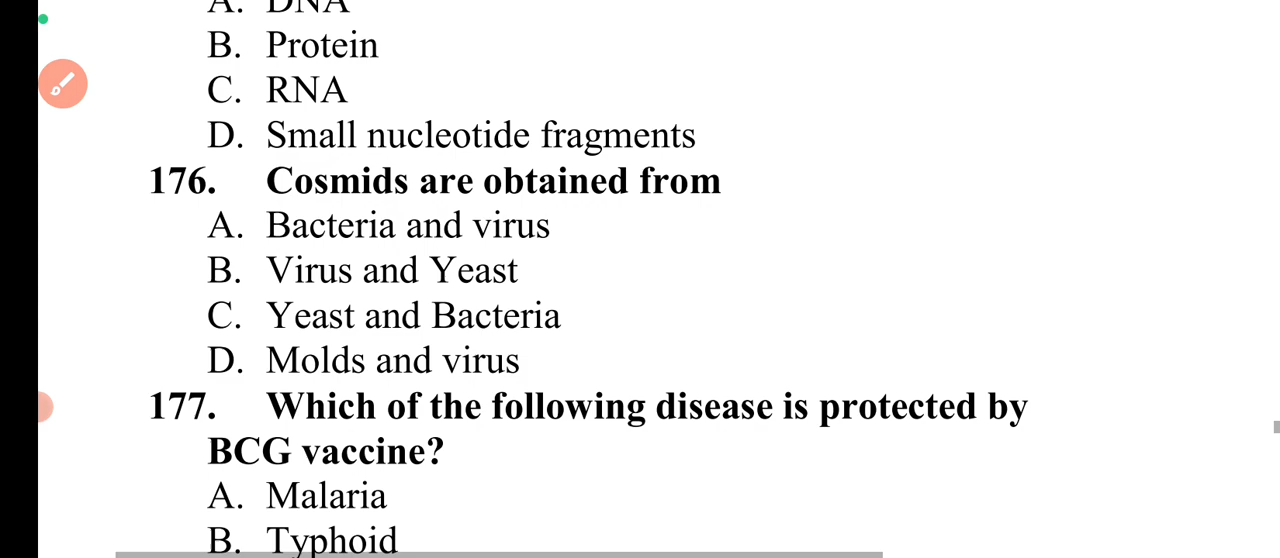 A. DNA
B. Protein
C. RNA
D. Small nucleotide fragments
176. Cosmids are obtained from
A. Bacteria and virus
B. Virus and Yeast
C. Yeast and Bacteria
D. Molds and virus
177. Which of the following disease is protected by
BCG vaccine?
A. Malaria
B. Typhoid